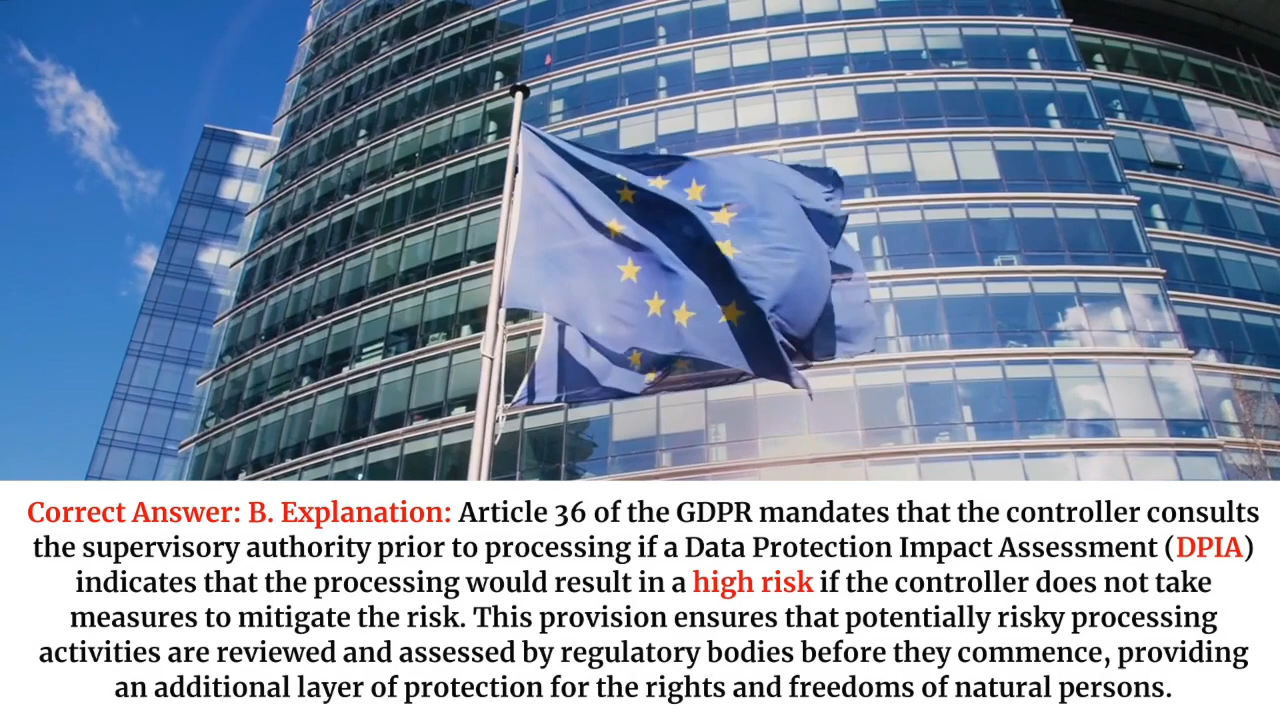 Correct Answer: B. Explanation: Article 36 of the GDPR mandates that the controller consults
the supervisory authority prior to processing if a Data Protection Impact Assessment (DPIA)
indicates that the processing would result in a high risk if the controller does not take
measures to mitigate the risk. This provision ensures that potentially risky processing
activities are reviewed and assessed by regulatory bodies before they commence, providing
an additional layer of protection for the rights and freedoms of natural persons.